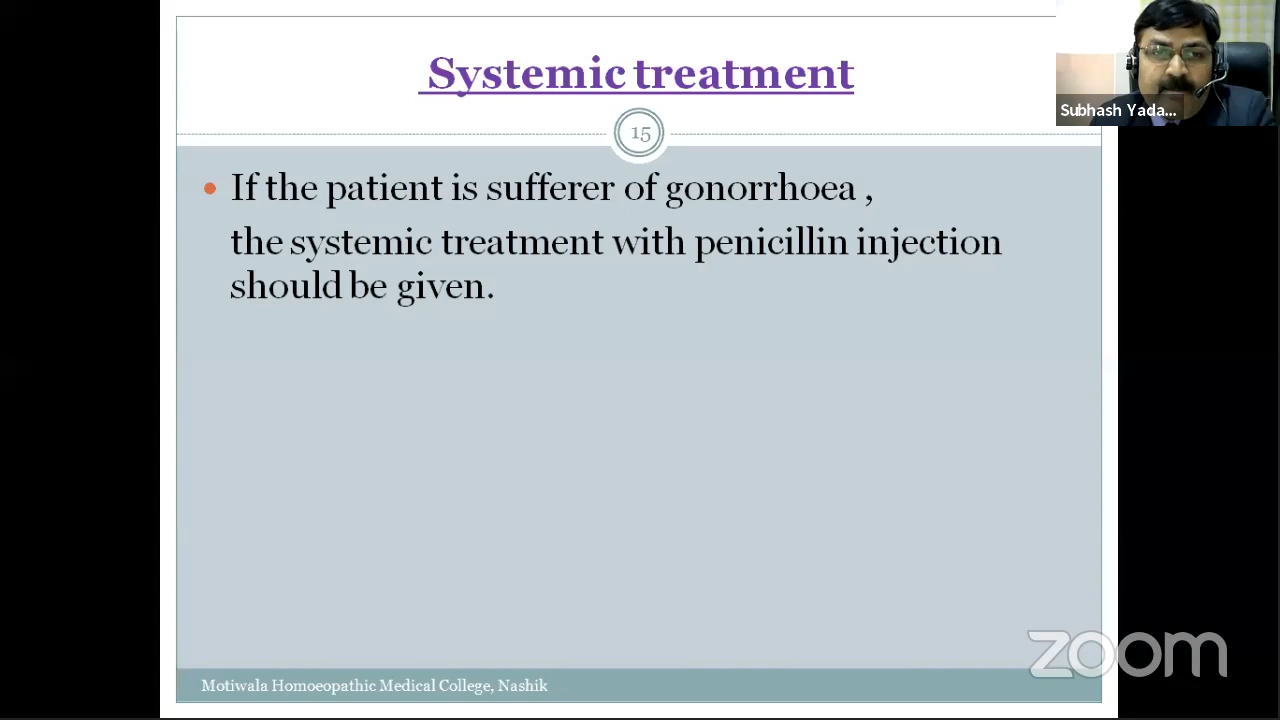 Systemic treatment
15
If the patient is sufferer of gonorrhoea ,
the systemic treatment with penicillin injection
should be given.
Subhash Yada...
Motiwala Homoeopathic Medical College, Nashik
zoom